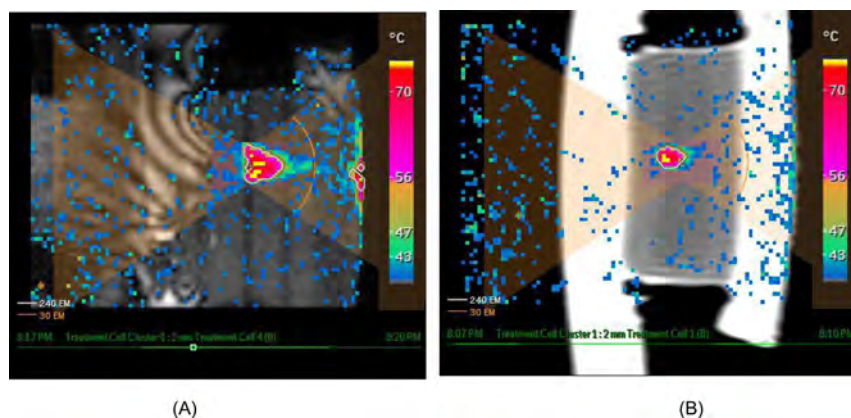 °C
70
56
47
43
240 EM
30 EM
8:17 PM Treatment Cell Cluster 1 : 2 mm Treatment Cell 4 (8) 8:20 PM
(A)
°C
70
56
47
43
240 EM
30 EM
8:07 PM Treatment Cell Cluster 1 : 2 mm Treatment Cell 1 (8) 8:10 PM
(B)